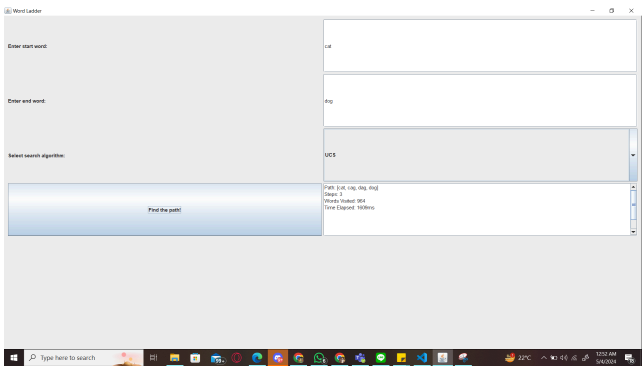 Word Ladder
Enter start word:
cat
Enter end word:
dog
Select search algorithm:
UCS
Find the path!
Path: [cat, cag, dag, dog]
Steps: 3
Words Visited: 964
Time Elapsed: 1609ms
Type here to search
99+
22°C
12:52 AM
5/4/2024